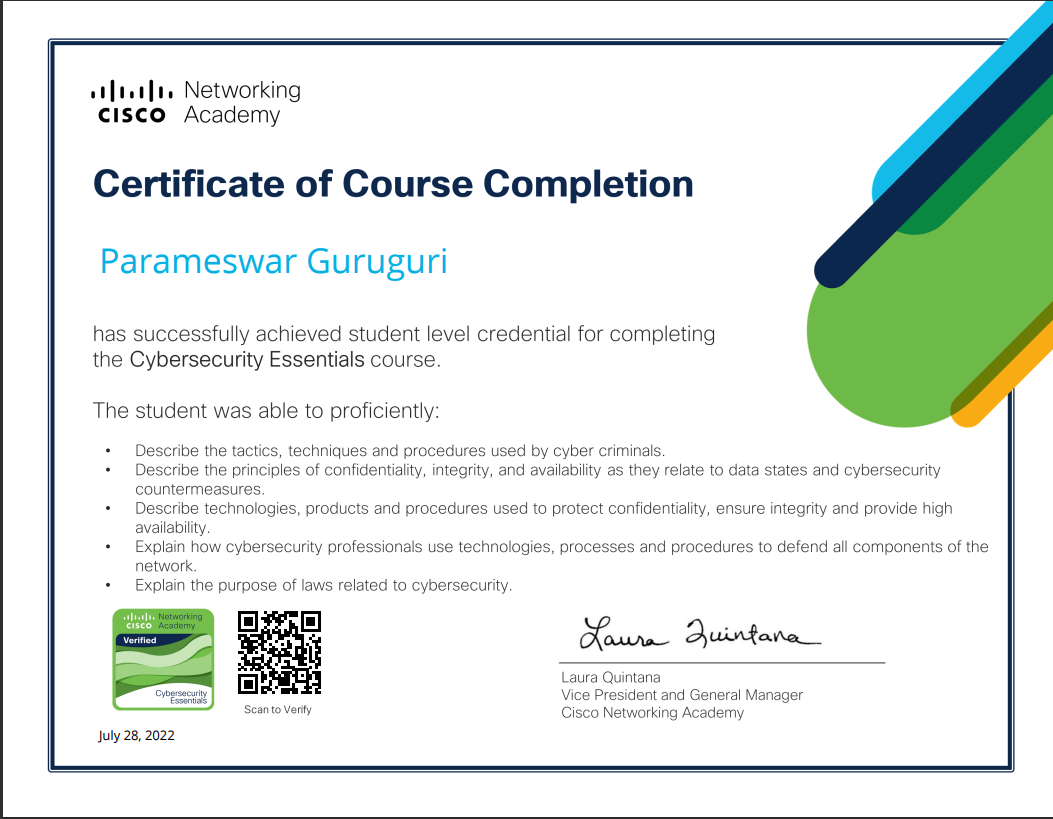 Networking
CISCO Academy
Certificate of Course Completion
Parameswar Guruguri
has successfully achieved student level credential for completing
the Cybersecurity Essentials course.
The student was able to proficiently:
• Describe the tactics, techniques and procedures used by cyber criminals.
• Describe the principles of confidentiality, integrity, and availability as they relate to data states and cybersecurity
countermeasures.
• Describe technologies, products and procedures used to protect confidentiality, ensure integrity and provide high
availability.
• Explain how cybersecurity professionals use technologies, processes and procedures to defend all components of the
network.
• Explain the purpose of laws related to cybersecurity.
Networking
CISCO Academy
Verified
Cybersecurity
Essentials
Scan to Verify
July 28, 2022
Laura Quintana
Laura Quintana
Vice President and General Manager
Cisco Networking Academy